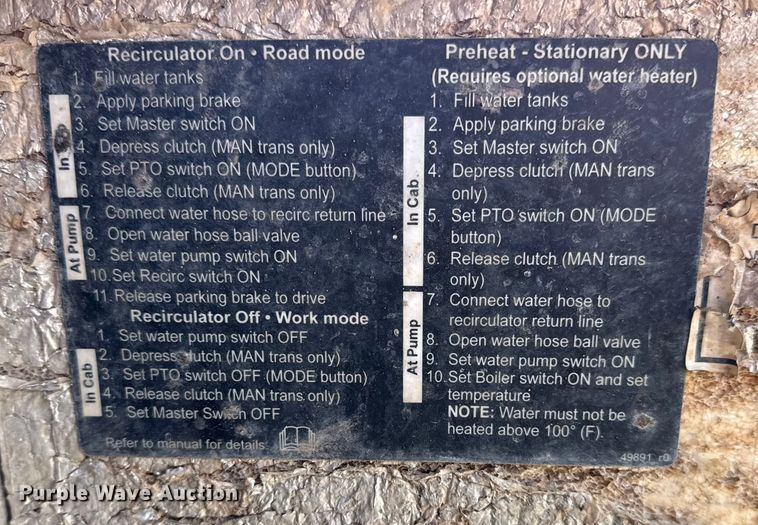 Recirculator On • Road mode
1. Fill water tanks
In Cab
2. Apply parking brake
3. Set Master switch ON
4. Depress clutch (MAN trans only)
5. Set PTO switch ON (MODE button)
6. Release clutch (MAN trans only)
At Pump
7. Connect water hose to recirc return line
8. Open water hose ball valve
9. Set water pump switch ON
10. Set Recirc switch ON
11. Release parking brake to drive
Recirculator Off • Work mode
1. Set water pump switch OFF
In Cab
2. Depress clutch (MAN trans only)
3. Set PTO switch OFF (MODE button)
4. Release clutch (MAN trans only)
5. Set Master Switch OFF
Refer to manual for details:
Preheat - Stationary ONLY
(Requires optional water heater)
1. Fill water tanks
In Cab
2. Apply parking brake
3. Set Master switch ON
4. Depress clutch (MAN trans
only)
5. Set PTO switch ON (MODE
button)
6. Release clutch (MAN trans
only)
At Pump
7. Connect water hose to
recirculator return line
8. Open water hose ball valve
9. Set water pump switch ON
10. Set Boiler switch ON and set
temperature
NOTE: Water must not be
heated above 100° (F).
49891 r0
Purple Wave Auction